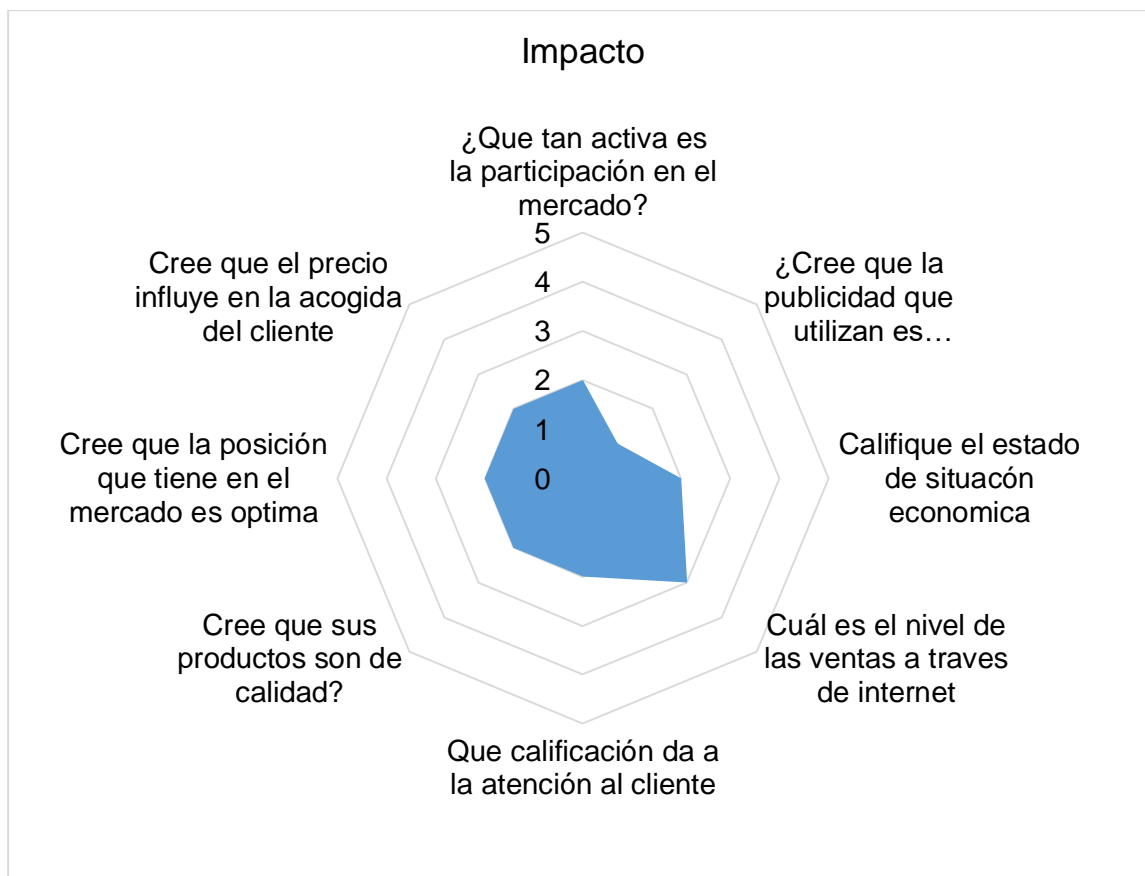 Impacto
¿Que tan activa es
la participación en el
mercado?
¿Cree que la
publicidad que
utilizan es…
Califique el estado
de situacón
economica
Cuál es el nivel de
las ventas a traves
de internet
Que calificación da a
la atención al cliente
Cree que sus
productos son de
calidad?
Cree que la posición
que tiene en el
mercado es optima
Cree que el precio
influye en la acogida
del cliente
5
4
3
2
1
0